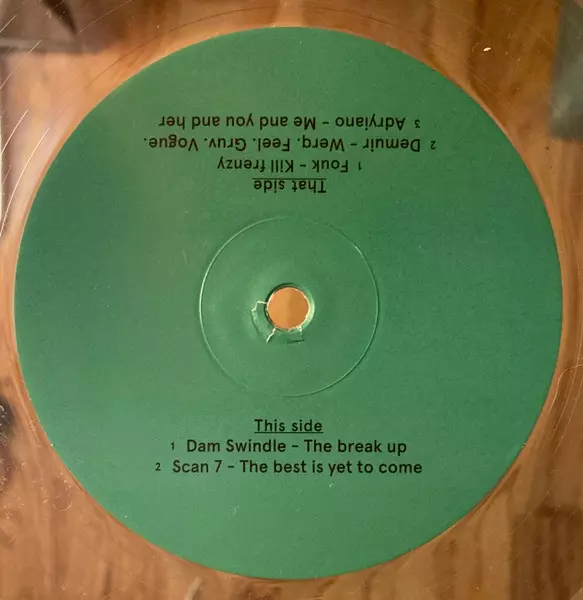 That side
1 Fouk - Kill frenzy
2 Demuir - Werq. Feel. Gruv. Vogue.
3 Adryiano - Me and you and her
This side
1 Dam Swindle - The break up
2 Scan 7 - The best is yet to come